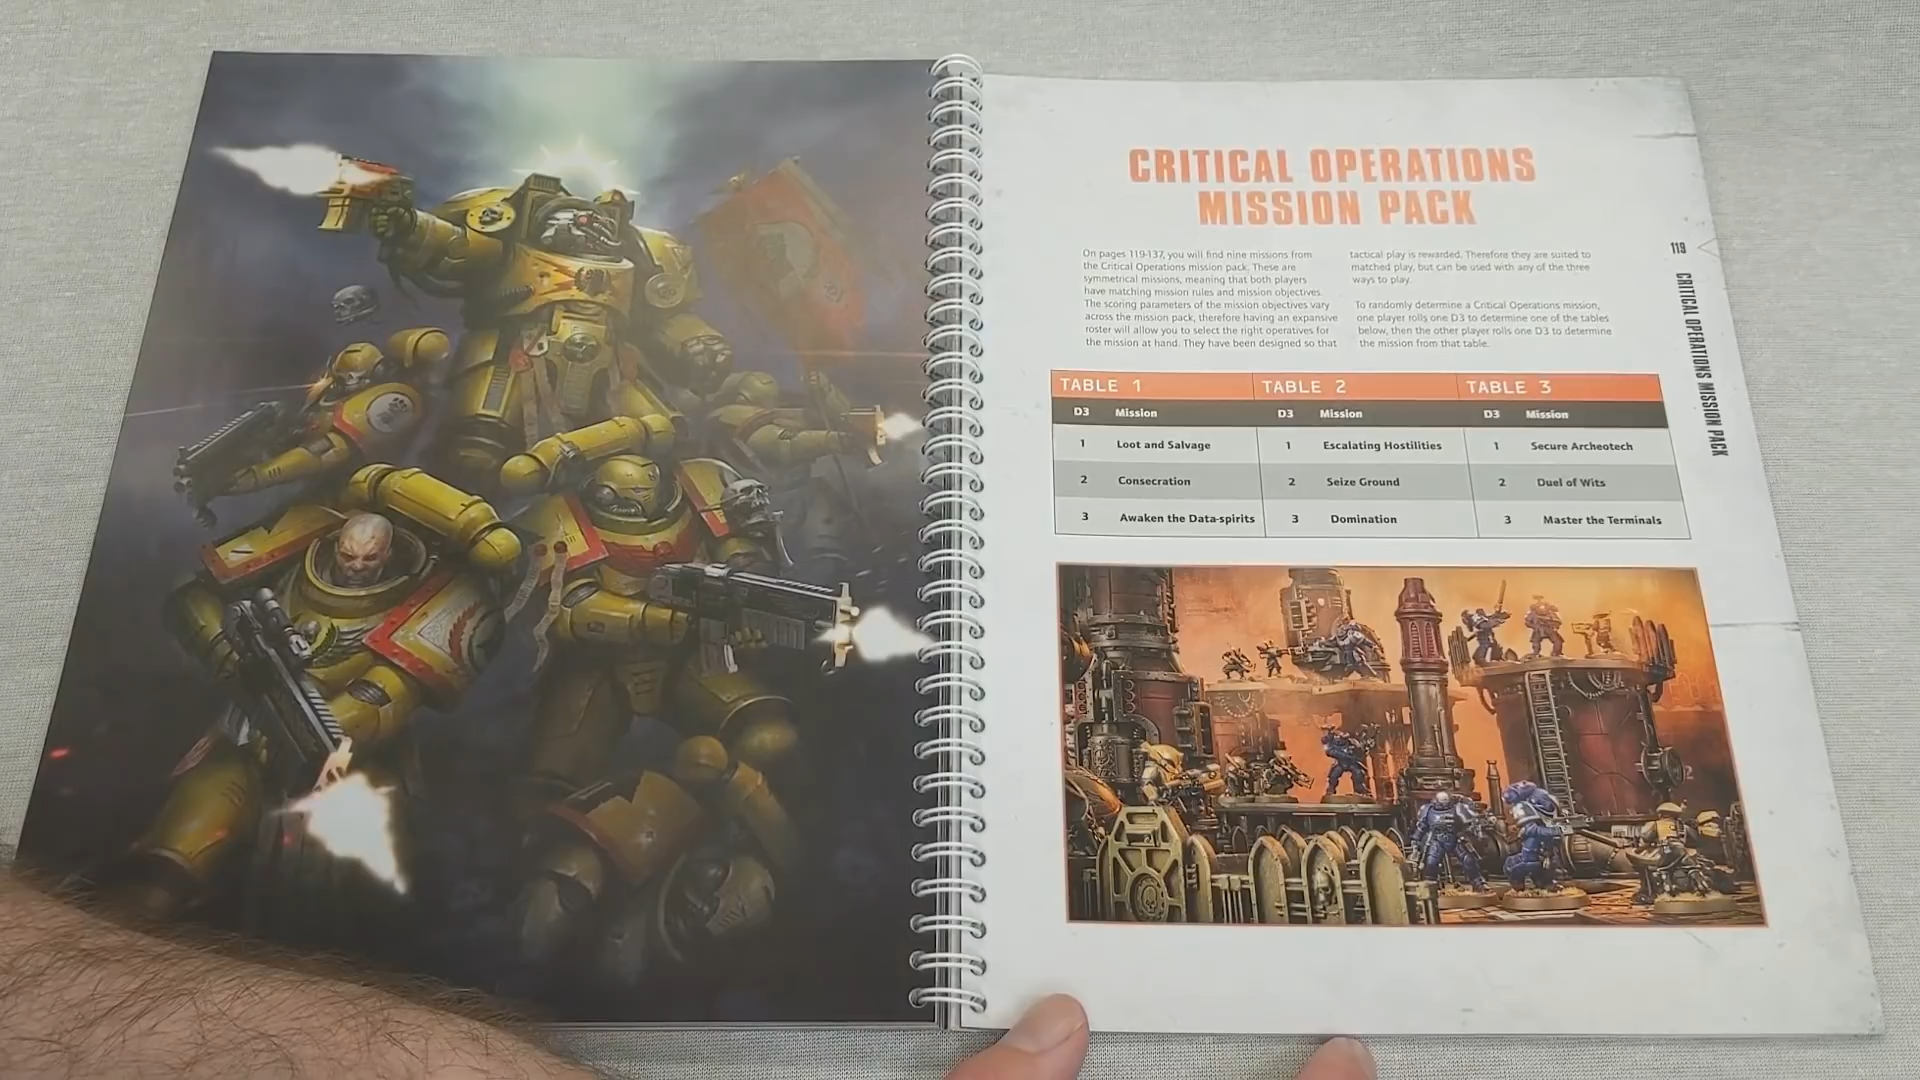 CRITICAL OPERATIONS
MISSION PACK
On pages 119-137, you will find nine missions from
the Critical Operations mission pack. These are
symmetrical missions, meaning that both players
have matching mission rules and mission objectives.
The scoring parameters of the mission objectives vary
across the mission pack, therefore having an expansive
roster will allow you to select the right operatives for
the mission at hand. They have been designed so that
tactical play is rewarded. Therefore they are suited to
matched play, but can be used with any of the three
ways to play.
To randomly determine a Critical Operations mission,
one player rolls one D3 to determine one of the tables
below, then the other player rolls one D3 to determine
the mission from that table.
TABLE 1 TABLE 2 TABLE 3
D3 Mission D3 Mission D3 Mission
1 Loot and Salvage 1 Escalating Hostilities 1 Secure Archeotech
2 Consecration 2 Seize Ground 2 Duel of Wits
3 Awaken the Data-spirits 3 Domination 3 Master the Terminals
119
CRITICAL OPERATIONS MISSION PACK